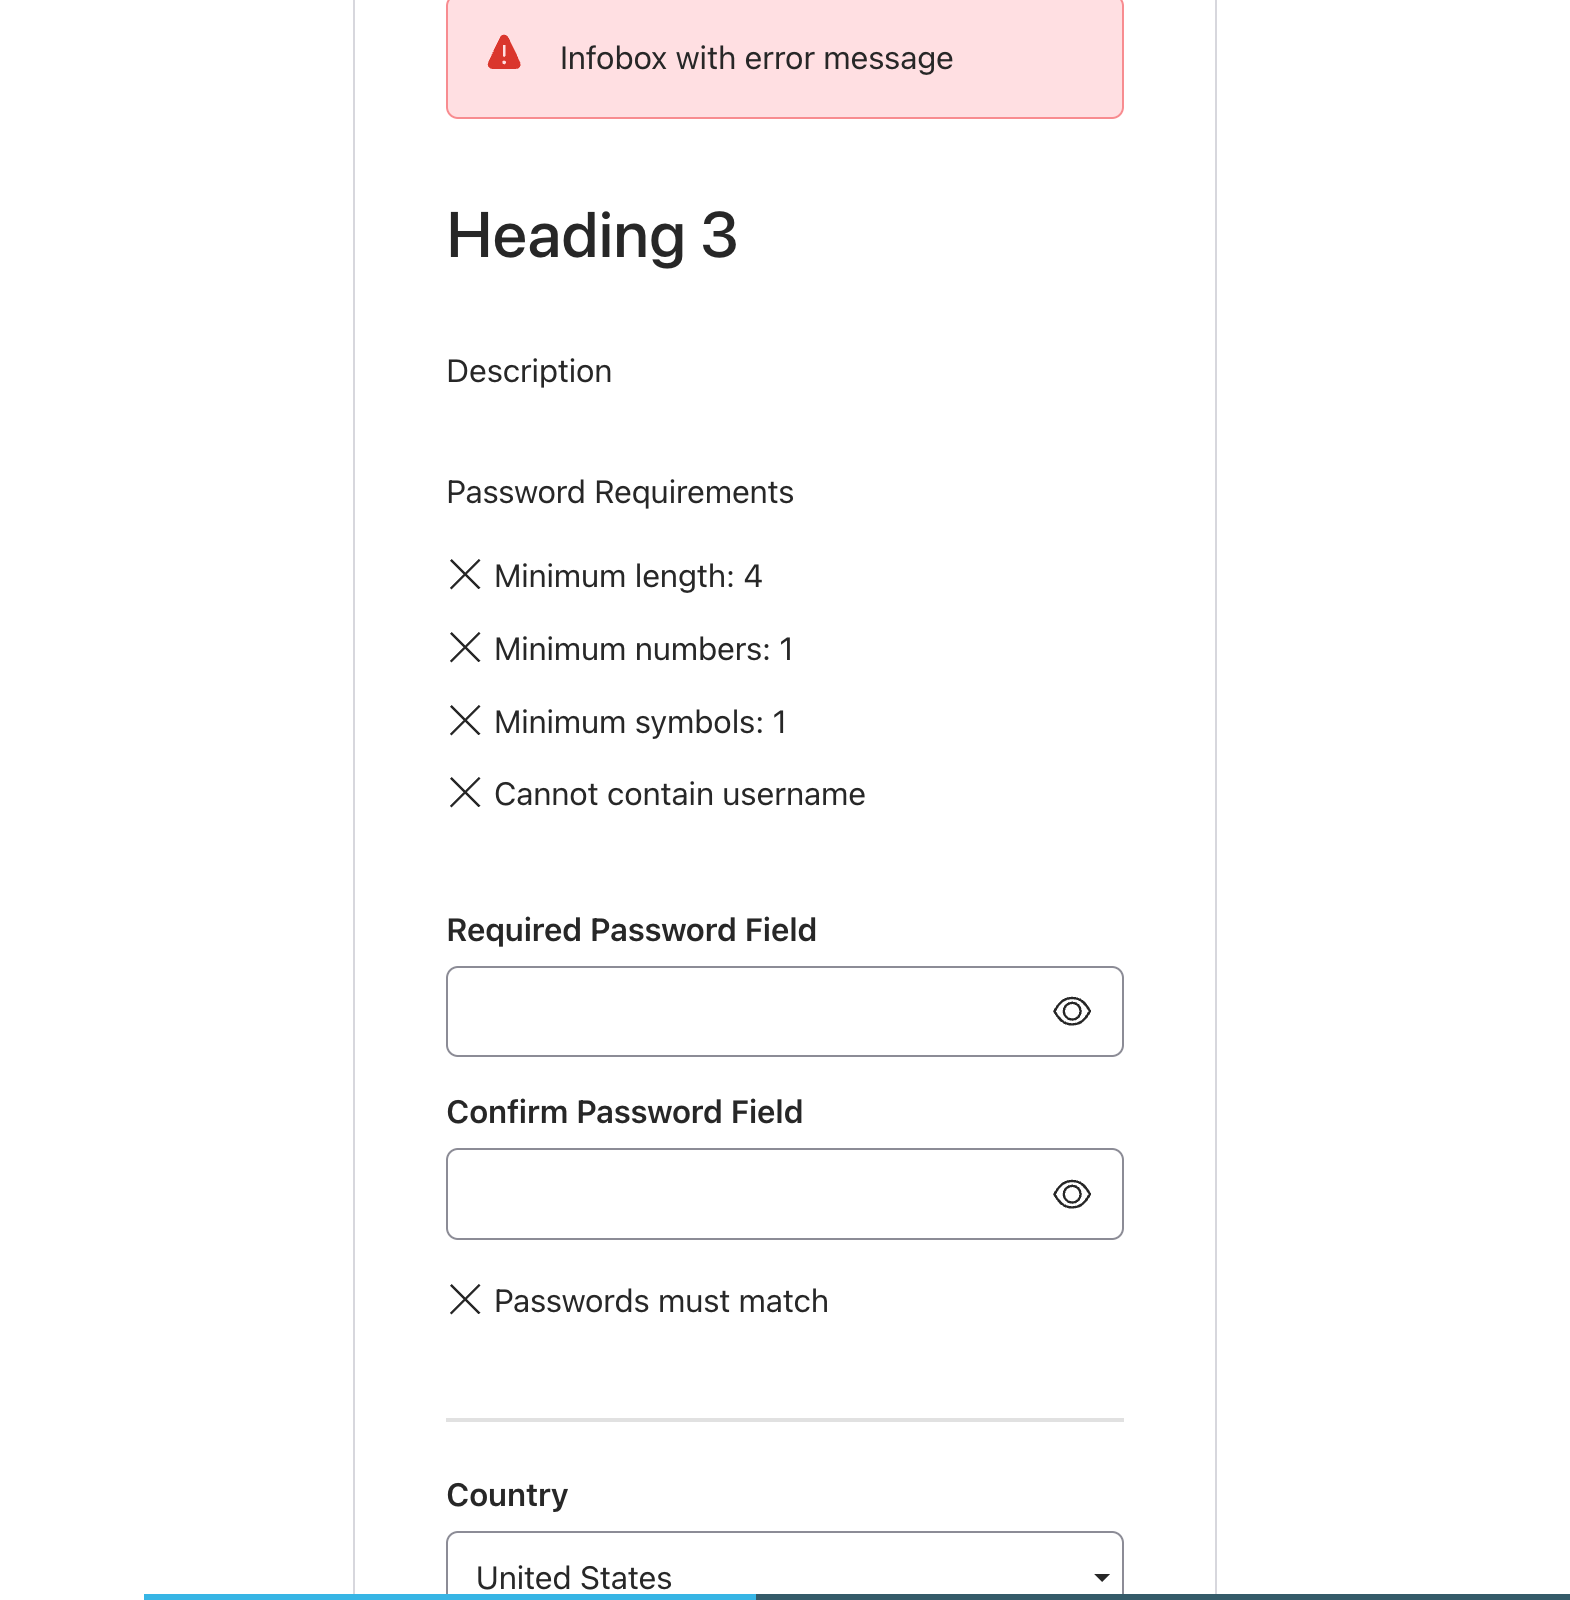 Infobox with error message
Heading 3
Description
Password Requirements
Minimum length: 4
Minimum numbers: 1
Minimum symbols: 1
Cannot contain username
Required Password Field
Confirm Password Field
Passwords must match
Country
United States